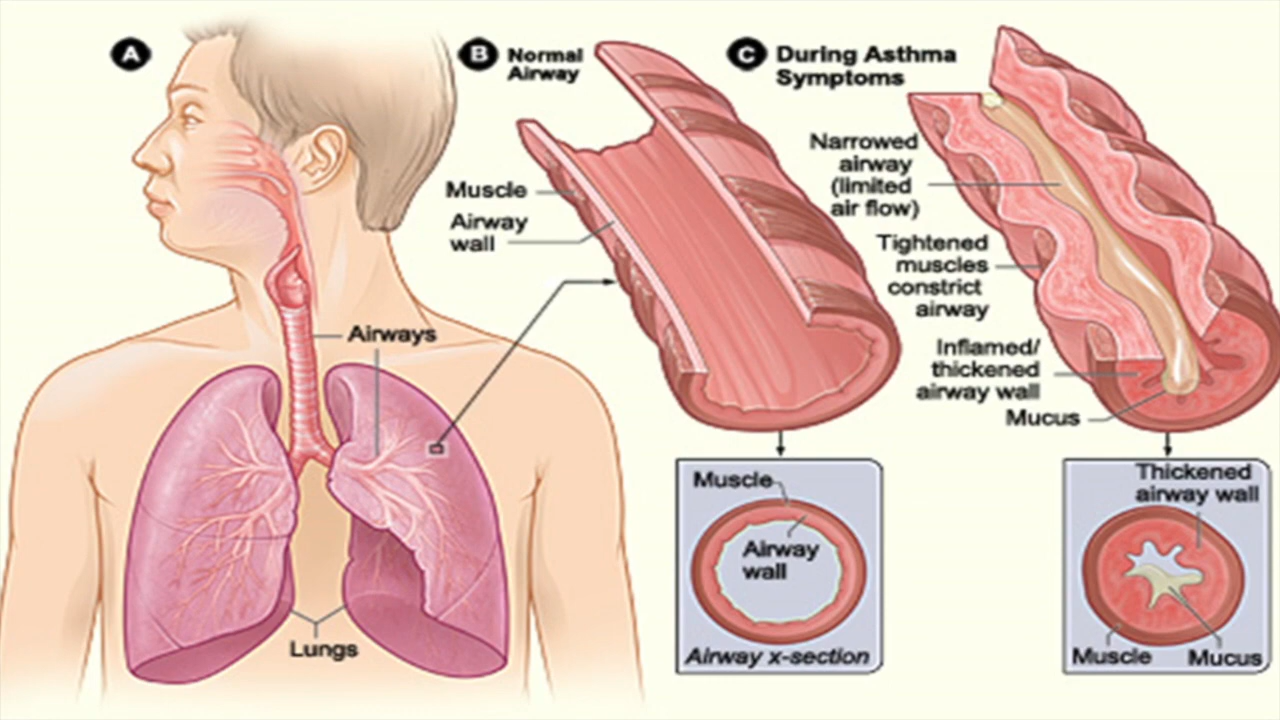 A
Airways
Lungs
B
Normal
Airway
Muscle
Airway
wall
Muscle
Airway
wall
Airway x-section
C
During Asthma
Symptoms
Narrowed
airway
(limited
air flow)
Tightened
muscles
constrict
airway
Inflamed/
thickened
airway wall
Mucus
Thickened
airway wall
Muscle
Mucus